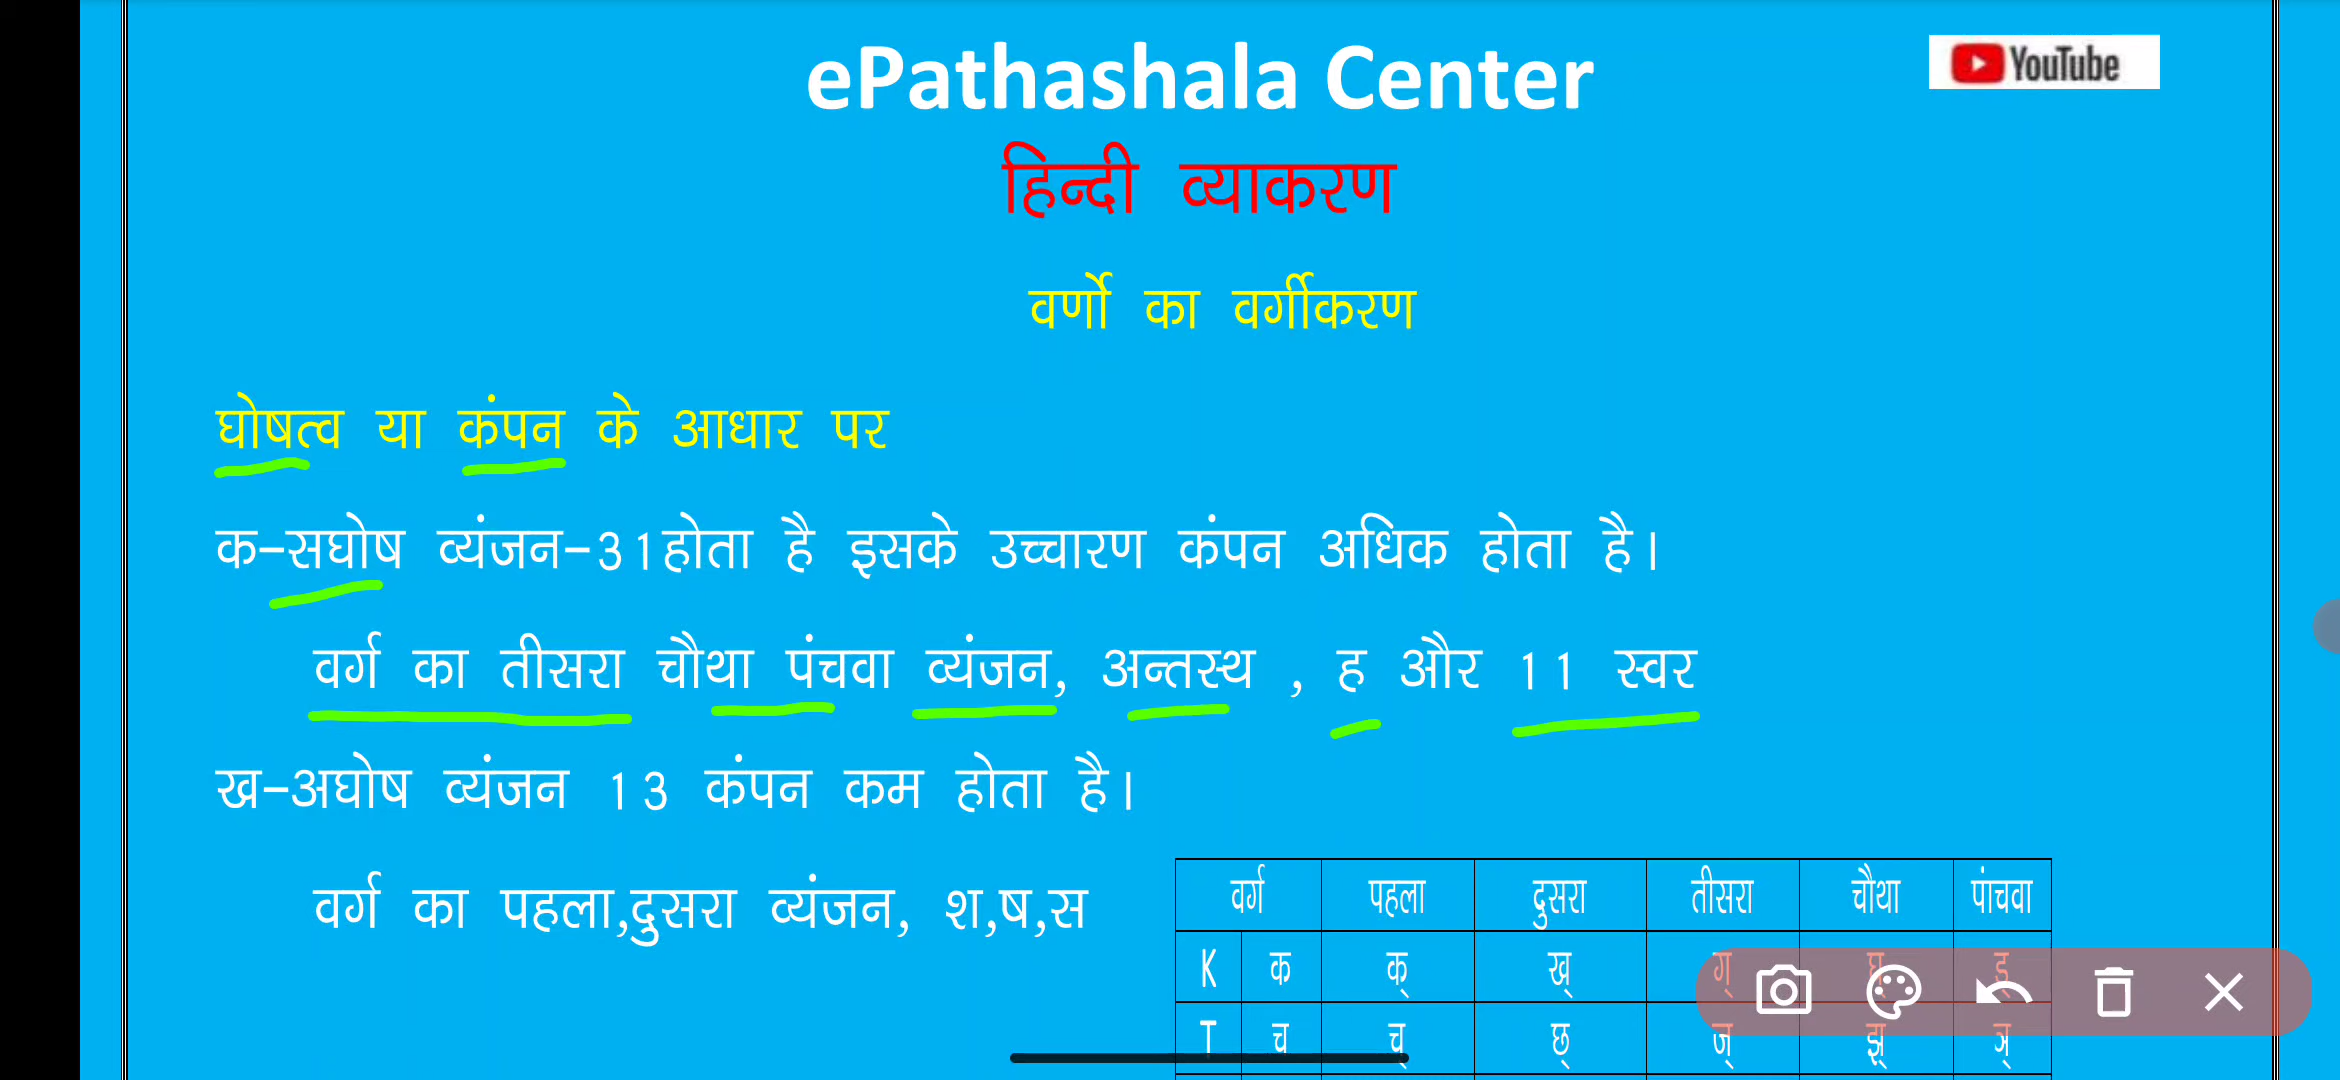 ePathashala Center
YouTube
हिन्दी व्याकरण
वर्णो का वर्गीकरण
घोषत्व या कंपन के आधार पर
क-सघोष व्यंजन-31होता है इसके उच्चारण कंपन अधिक होता है।
वर्ग का तीसरा चौथा पंचवा व्यंजन, अन्तस्थ , ह और 11 स्वर
ख-अघोष व्यंजन 13 कंपन कम होता है।
वर्ग का पहला,दुसरा व्यंजन, श,ष,स
वर्ग पहला दुसरा तीसरा चौथा पांचवा
K क क् ख् ग् घ् ङ्
T च च् छ् ज् झ् ञ्